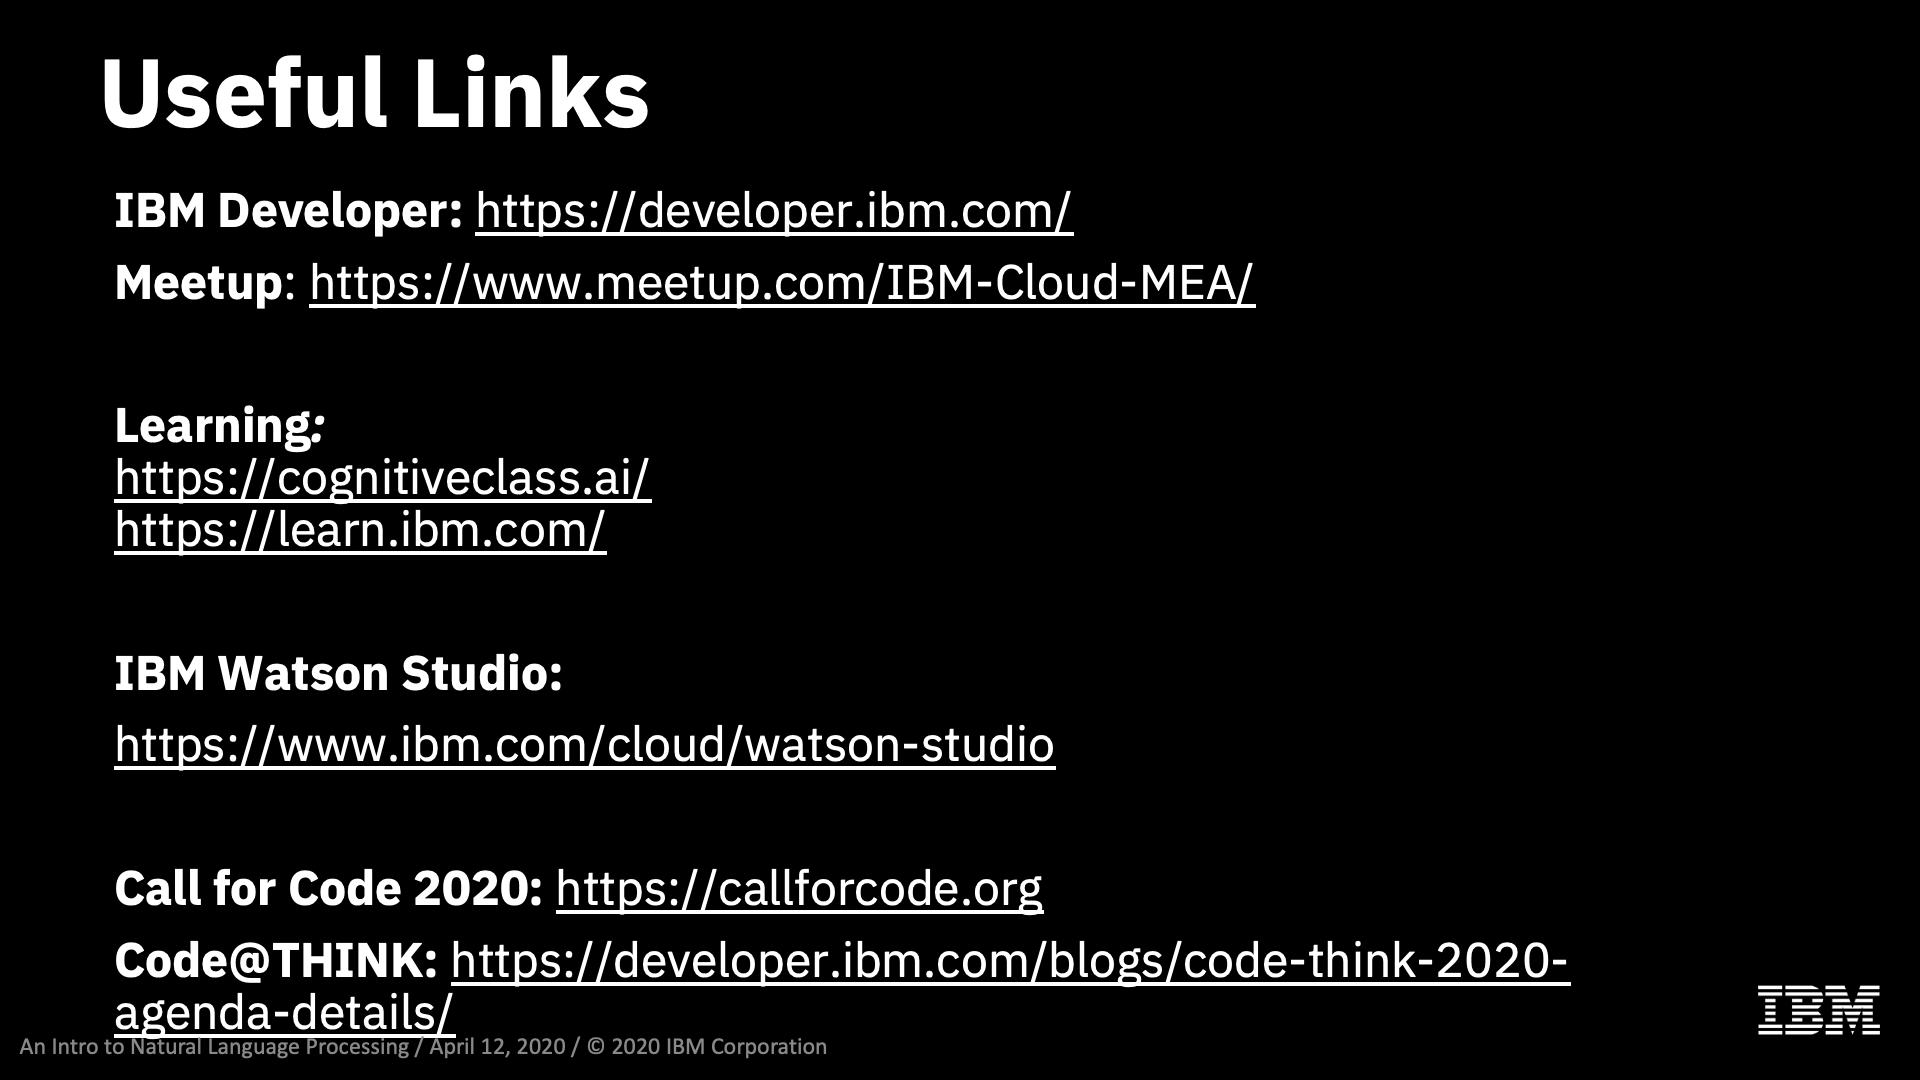 Useful Links
IBM Developer: https://developer.ibm.com/
Meetup: https://www.meetup.com/IBM-Cloud-MEA/
Learning:
https://cognitiveclass.ai/
https://learn.ibm.com/
IBM Watson Studio:
https://www.ibm.com/cloud/watson-studio
Call for Code 2020: https://callforcode.org
Code@THINK: https://developer.ibm.com/blogs/code-think-2020-
agenda-details/
An Intro to Natural Language Processing / April 12, 2020 / © 2020 IBM Corporation
IBM